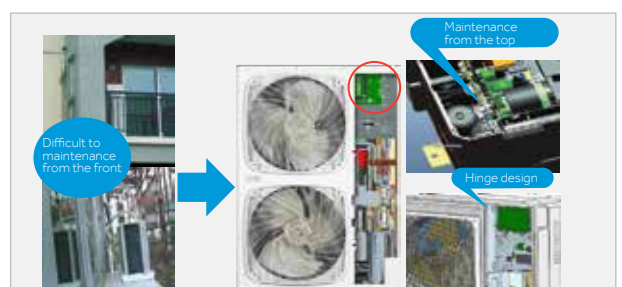 Maintenance
from the top
Difficult to
maintenance
from the front
Hinge design